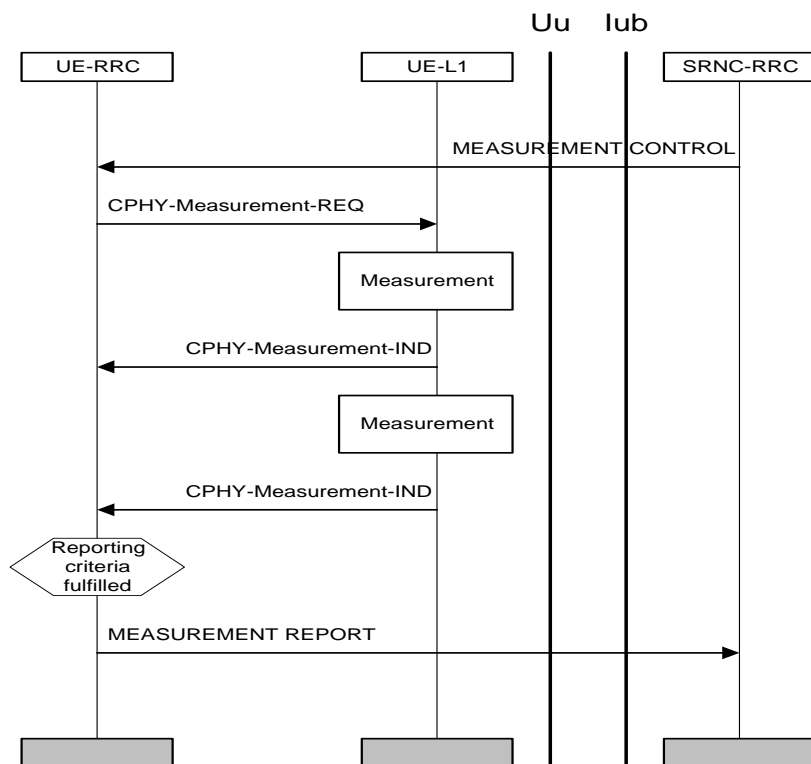 Uu Iub
UE-RRC UE-L1 SRNC-RRC
MEASUREMENT CONTROL
CPHY-Measurement-REQ
Measurement
CPHY-Measurement-IND
Measurement
CPHY-Measurement-IND
Reporting
criteria
fulfilled
MEASUREMENT REPORT